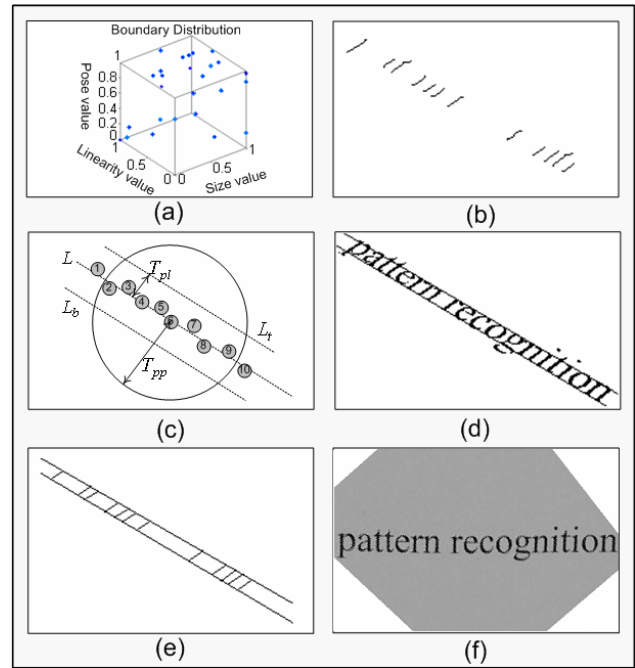 Boundary Distribution
Pose value
1
0.8
0.6
0.4
0.2
0
1
0.5
0
0
0.5
1
Linearity value
Size value
(a)
(b)
L
L_b
L_t
T_pl
T_pp
1
2
3
4
5
6
7
8
9
10
(c)
pattern recognition
(d)
(e)
pattern recognition
(f)